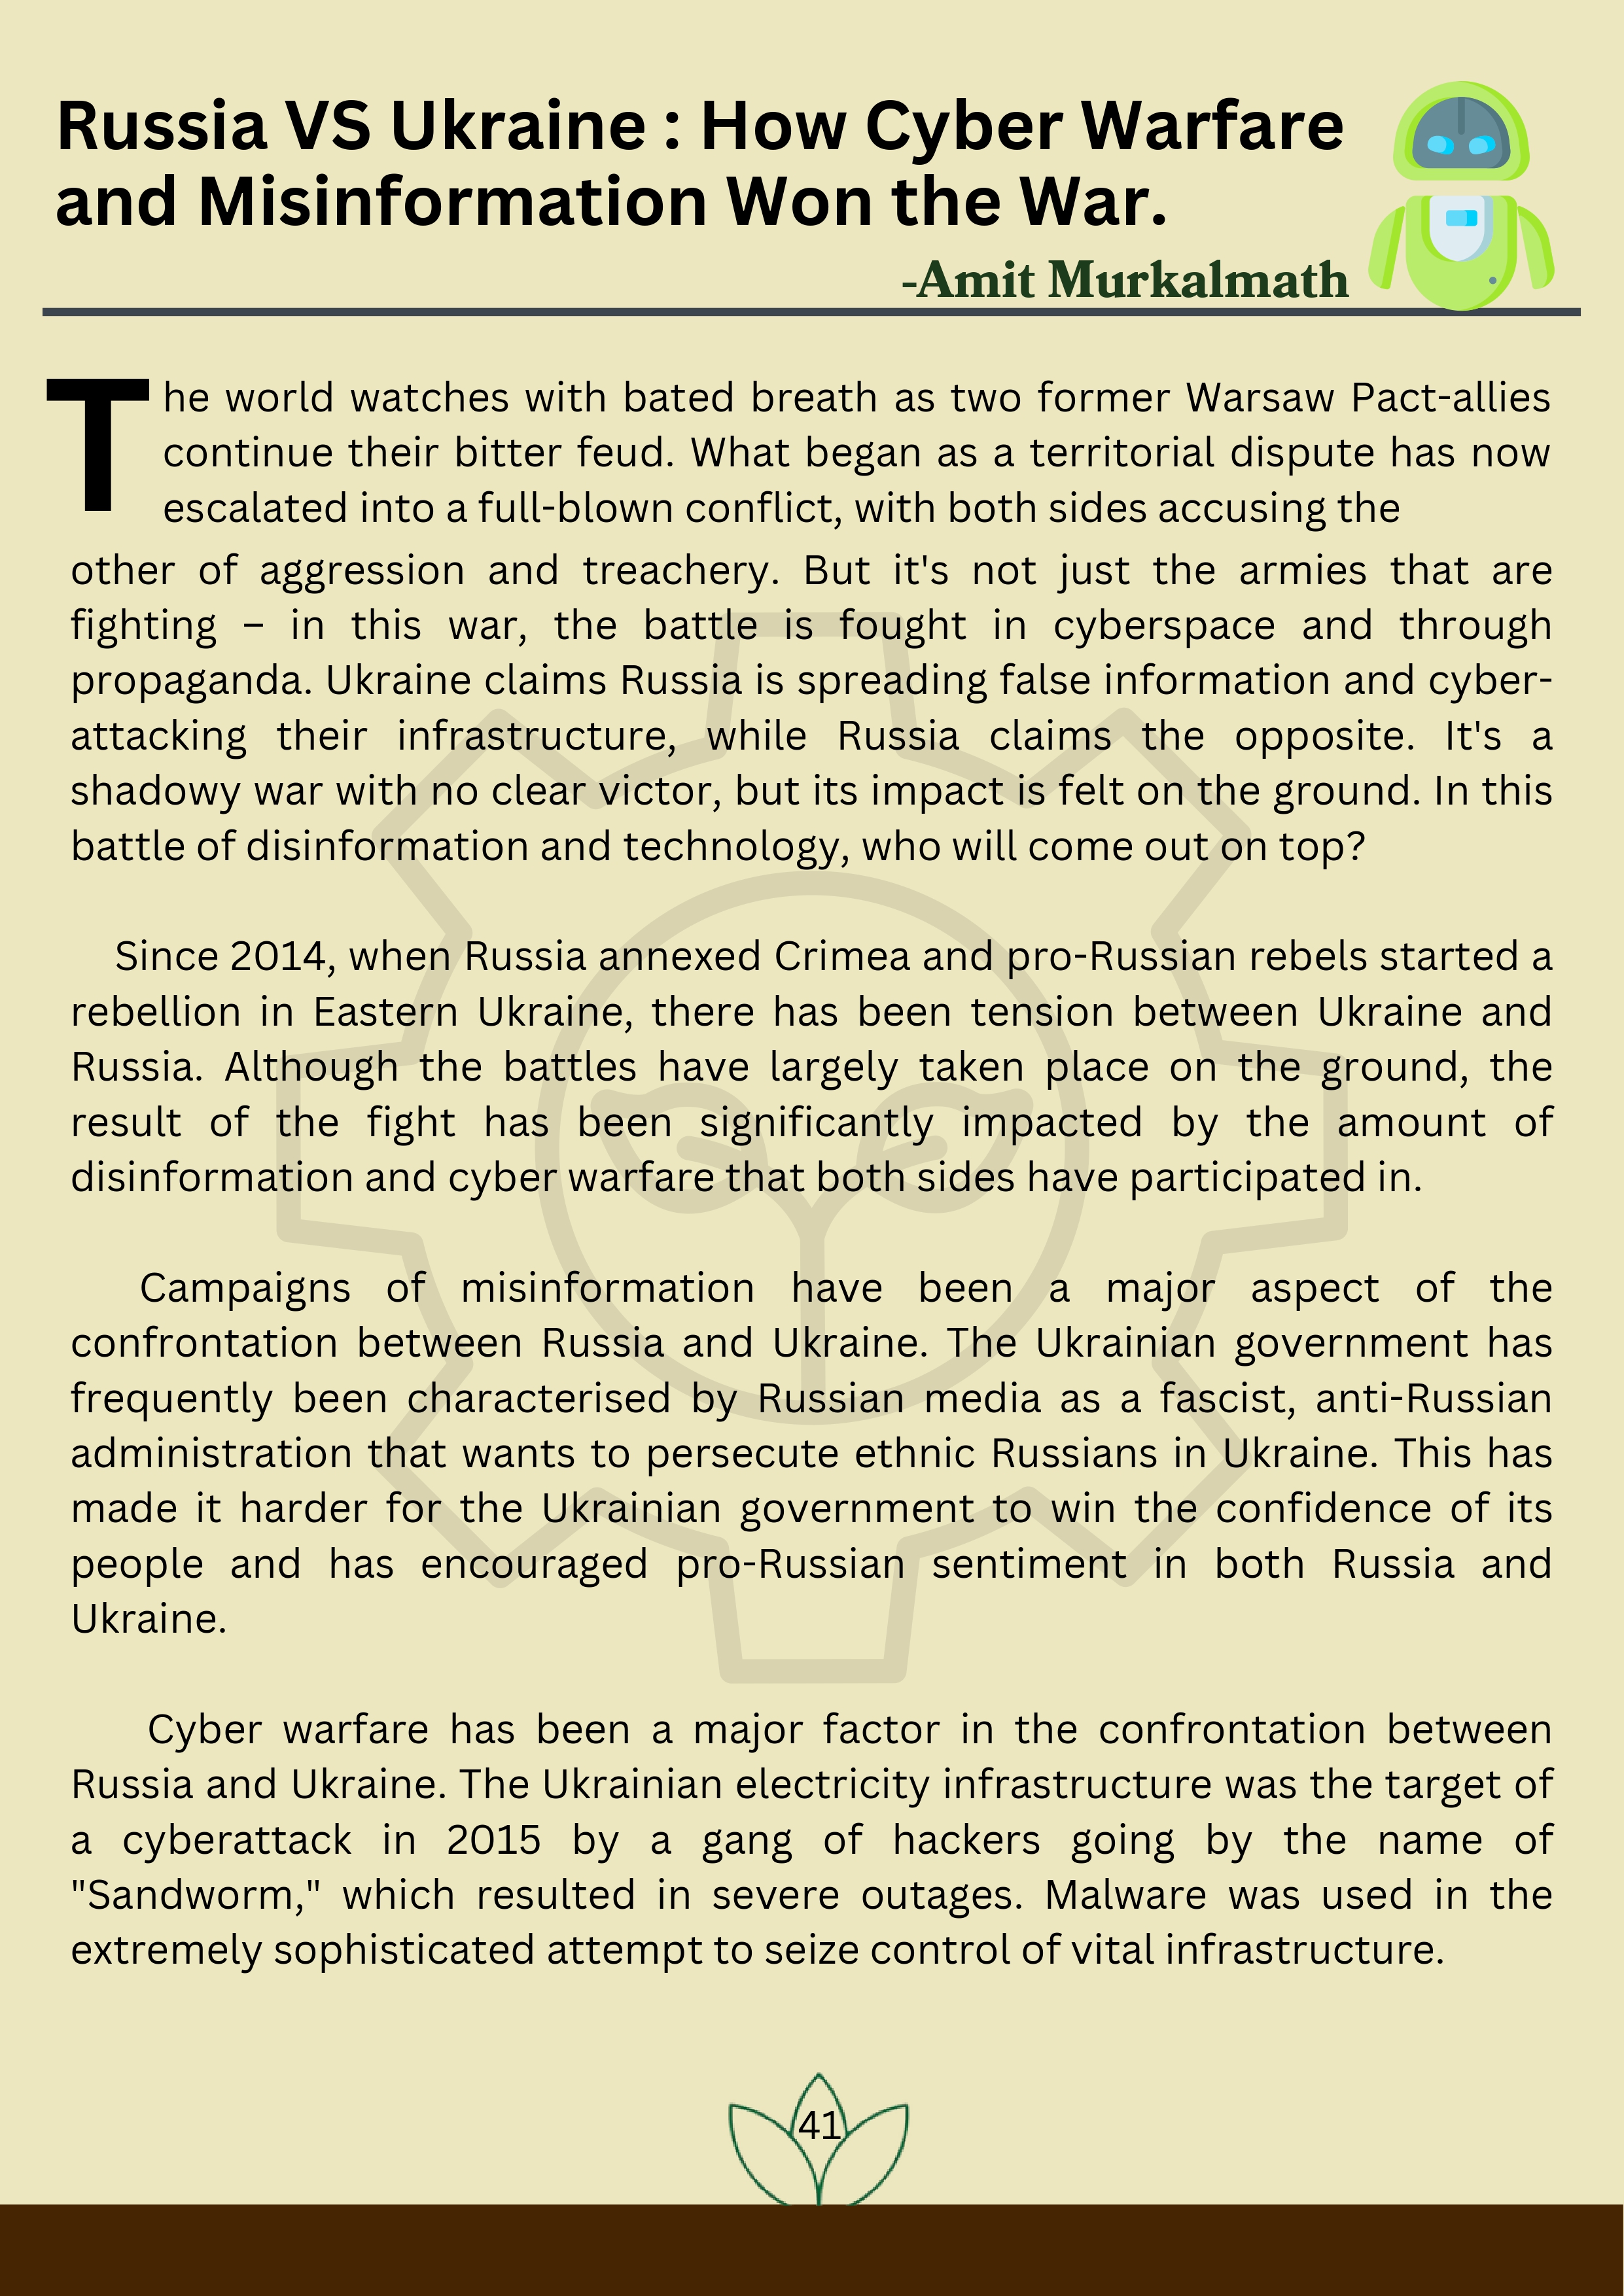 Russia VS Ukraine : How Cyber Warfare
and Misinformation Won the War.
-Amit Murkalmath
The world watches with bated breath as two former Warsaw Pact-allies
continue their bitter feud. What began as a territorial dispute has now
escalated into a full-blown conflict, with both sides accusing the
other of aggression and treachery. But it's not just the armies that are
fighting – in this war, the battle is fought in cyberspace and through
propaganda. Ukraine claims Russia is spreading false information and cyber-
attacking their infrastructure, while Russia claims the opposite. It's a
shadowy war with no clear victor, but its impact is felt on the ground. In this
battle of disinformation and technology, who will come out on top?
Since 2014, when Russia annexed Crimea and pro-Russian rebels started a
rebellion in Eastern Ukraine, there has been tension between Ukraine and
Russia. Although the battles have largely taken place on the ground, the
result of the fight has been significantly impacted by the amount of
disinformation and cyber warfare that both sides have participated in.
Campaigns of misinformation have been a major aspect of the
confrontation between Russia and Ukraine. The Ukrainian government has
frequently been characterised by Russian media as a fascist, anti-Russian
administration that wants to persecute ethnic Russians in Ukraine. This has
made it harder for the Ukrainian government to win the confidence of its
people and has encouraged pro-Russian sentiment in both Russia and
Ukraine.
Cyber warfare has been a major factor in the confrontation between
Russia and Ukraine. The Ukrainian electricity infrastructure was the target of
a cyberattack in 2015 by a gang of hackers going by the name of
"Sandworm," which resulted in severe outages. Malware was used in the
extremely sophisticated attempt to seize control of vital infrastructure.
41